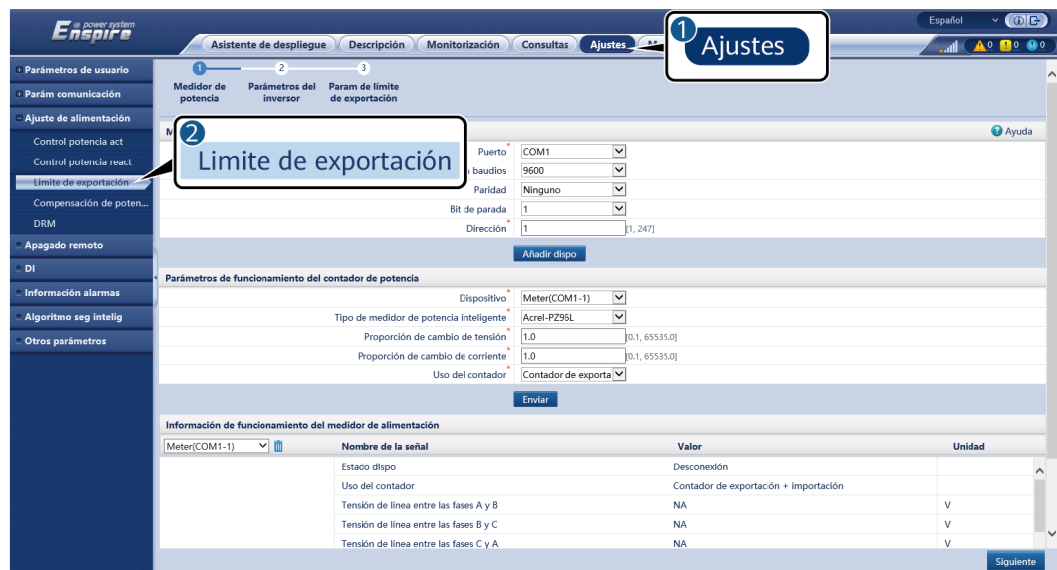 Enspire power system
Español
Asistente de despliegue
Descripción
Monitorización
Consultas
Ajustes
M
1
Ajustes
0
0
0
Parámetros de usuario
Parám comunicación
Ajuste de alimentación
Control potencia act
Control potencia react
Limite de exportación
Compensación de poten...
DRM
Apagado remoto
DI
Información alarmas
Algoritmo seg intelig
Otros parámetros
1
2
3
Medidor de potencia
Parámetros del inversor
Param de límite de exportación
M
Ayuda
2
Limite de exportación
Puerto*
COM1
baudios
9600
Paridad
Ninguno
Bit de parada
1
Dirección*
1
[1, 247]
Añadir dispo
Parámetros de funcionamiento del contador de potencia
Dispositivo*
Meter(COM1-1)
Tipo de medidor de potencia inteligente*
Acrel-PZ96L
Proporción de cambio de tensión*
1.0
[0.1, 65535.0]
Proporción de cambio de corriente*
1.0
[0.1, 65535.0]
Uso del contador*
Contador de exporta
Enviar
Información de funcionamiento del medidor de alimentación
Meter(COM1-1)
Nombre de la señal
Valor
Unidad
Estado dispo
Desconexión
Uso del contador
Contador de exportación + importación
Tensión de línea entre las fases A y B
NA
V
Tensión de línea entre las fases B y C
NA
V
Tensión de línea entre las fases C y A
NA
V
Siguiente